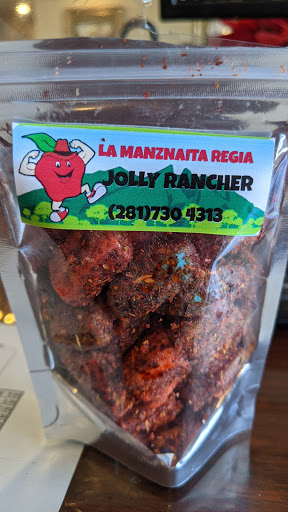 LA MANZNAITA REGIA
JOLLY RANCHER
(281)730 4313